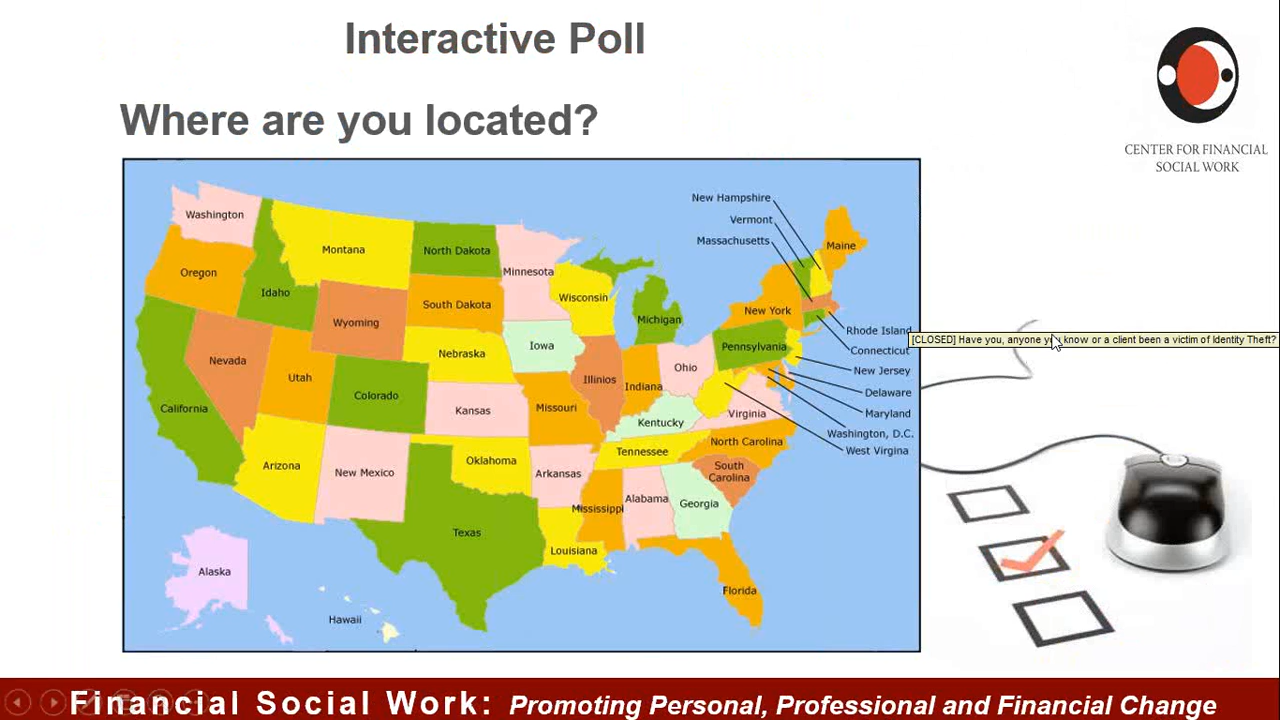 Interactive Poll
CENTER FOR FINANCIAL
SOCIAL WORK
Where are you located?
Washington
Oregon
California
Idaho
Nevada
Montana
Wyoming
Utah
Arizona
Colorado
New Mexico
North Dakota
South Dakota
Nebraska
Kansas
Oklahoma
Texas
Minnesota
Iowa
Missouri
Arkansas
Louisiana
Wisconsin
Illinios
Michigan
Indiana
Ohio
Kentucky
Tennessee
Mississippi
Alabama
Georgia
Florida
South
Carolina
North Carolina
Virginia
Pennsylvania
New York
Maine
New Hampshire
Vermont
Massachusetts
Rhode Island
Connecticut
New Jersey
Delaware
Maryland
Washington, D.C.
West Virgina
Alaska
Hawaii
[CLOSED] Have you, anyone you know or a client been a victim of Identity Theft?
Financial Social Work: Promoting Personal, Professional and Financial Change